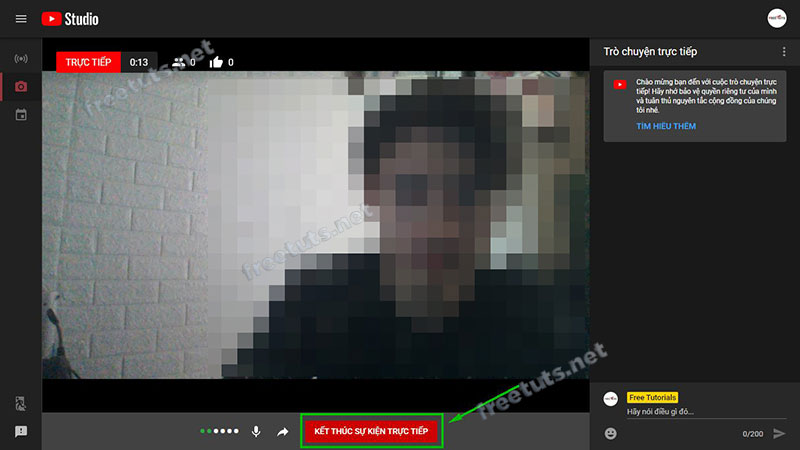 Studio
TRỰC TIẾP 0:13 0 0
Trò chuyện trực tiếp
Chào mừng bạn đến với cuộc trò chuyện trực
tiếp! Hãy nhớ bảo vệ quyền riêng tư của mình
và tuân thủ nguyên tắc cộng đồng của chúng
tôi nhé.
TÌM HIỂU THÊM
freetuts.net
freetuts.net
freetuts.net
KẾT THÚC SỰ KIỆN TRỰC TIẾP
Free Tutorials
Hãy nói điều gì đó...
0/200